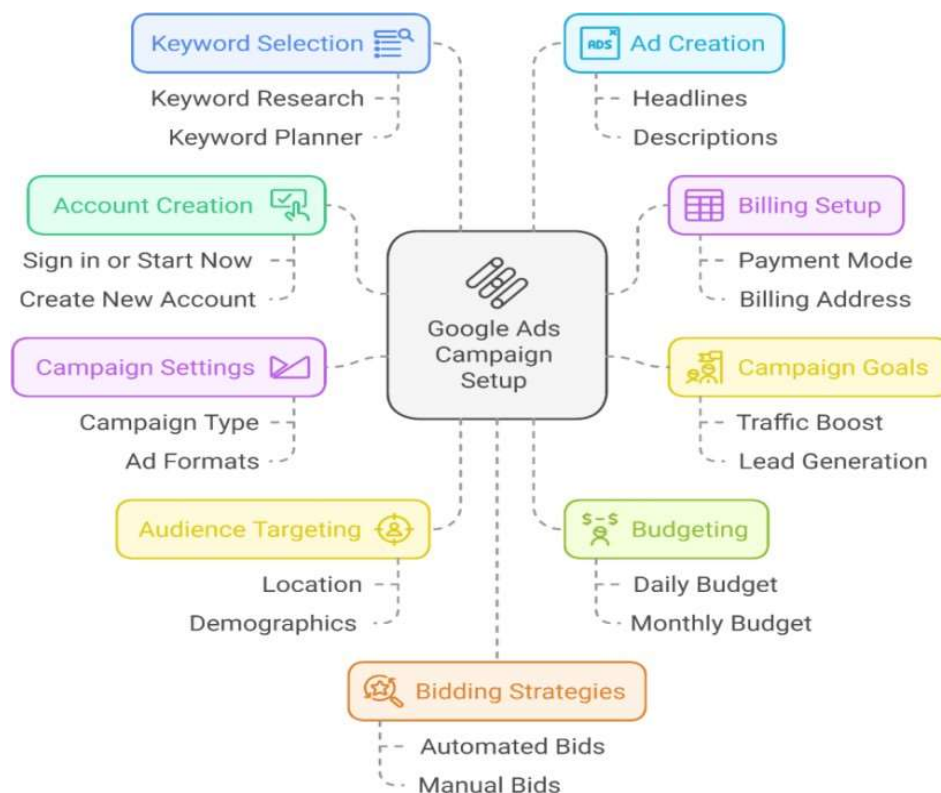 Keyword Selection
Keyword Research
Keyword Planner
ADS
Ad Creation
Headlines
Descriptions
Account Creation
Sign in or Start Now
Create New Account
Billing Setup
Payment Mode
Billing Address
Google Ads
Campaign
Setup
Campaign Settings
Campaign Type
Ad Formats
Campaign Goals
Traffic Boost
Lead Generation
Audience Targeting
Location
Demographics
$-$
Budgeting
Daily Budget
Monthly Budget
Bidding Strategies
Automated Bids
Manual Bids